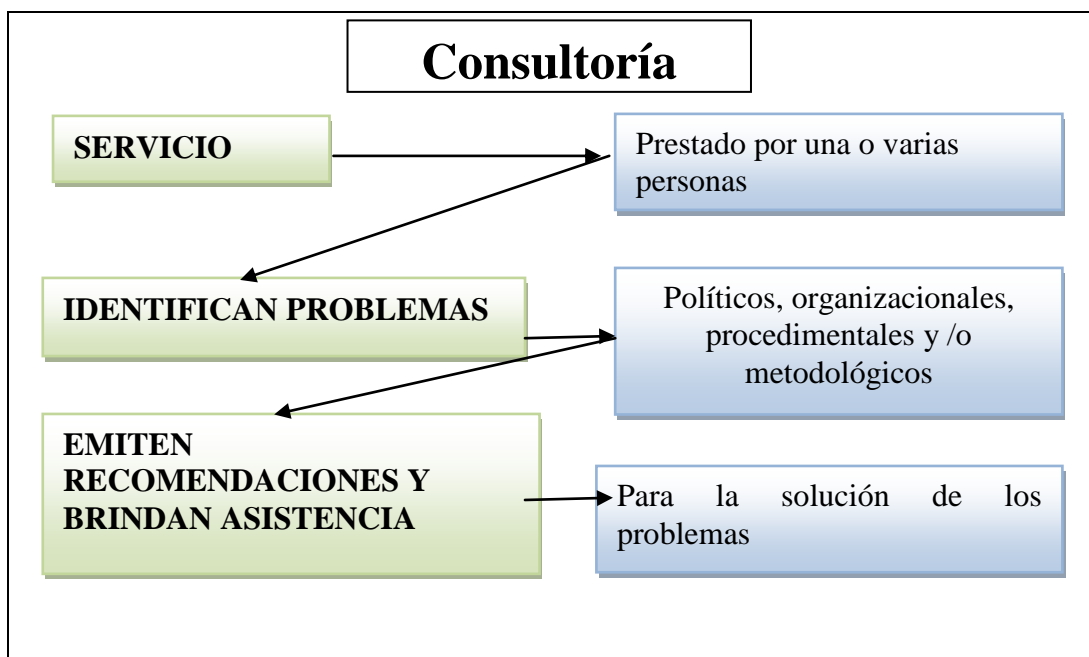 Consultoría
SERVICIO
Prestado por una o varias
personas
IDENTIFICAN PROBLEMAS
Políticos, organizacionales,
procedimentales y /o
metodológicos
EMITEN
RECOMENDACIONES Y
BRINDAN ASISTENCIA
Para la solución de los
problemas